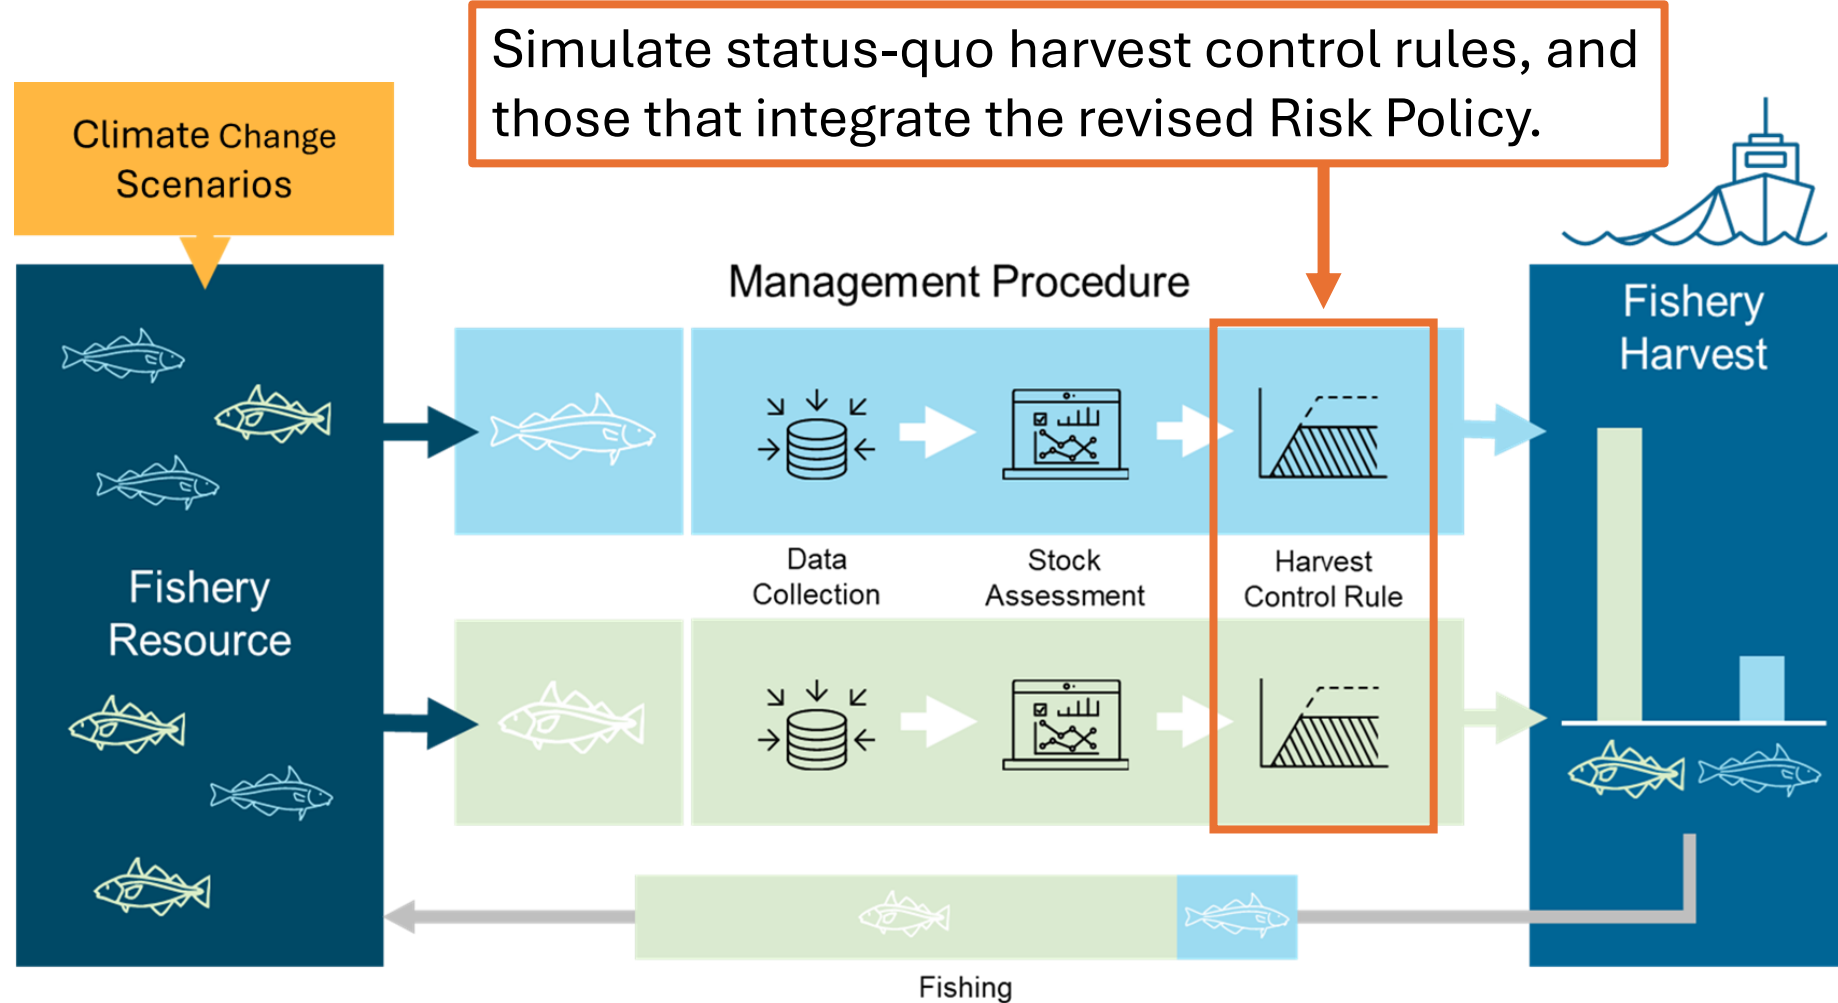 Simulate status-quo harvest control rules, and
those that integrate the revised Risk Policy.
Climate Change
Scenarios
Management Procedure
Fishery
Harvest
Data
Collection
Stock
Assessment
Harvest
Control Rule
Fishery
Resource
Fishing